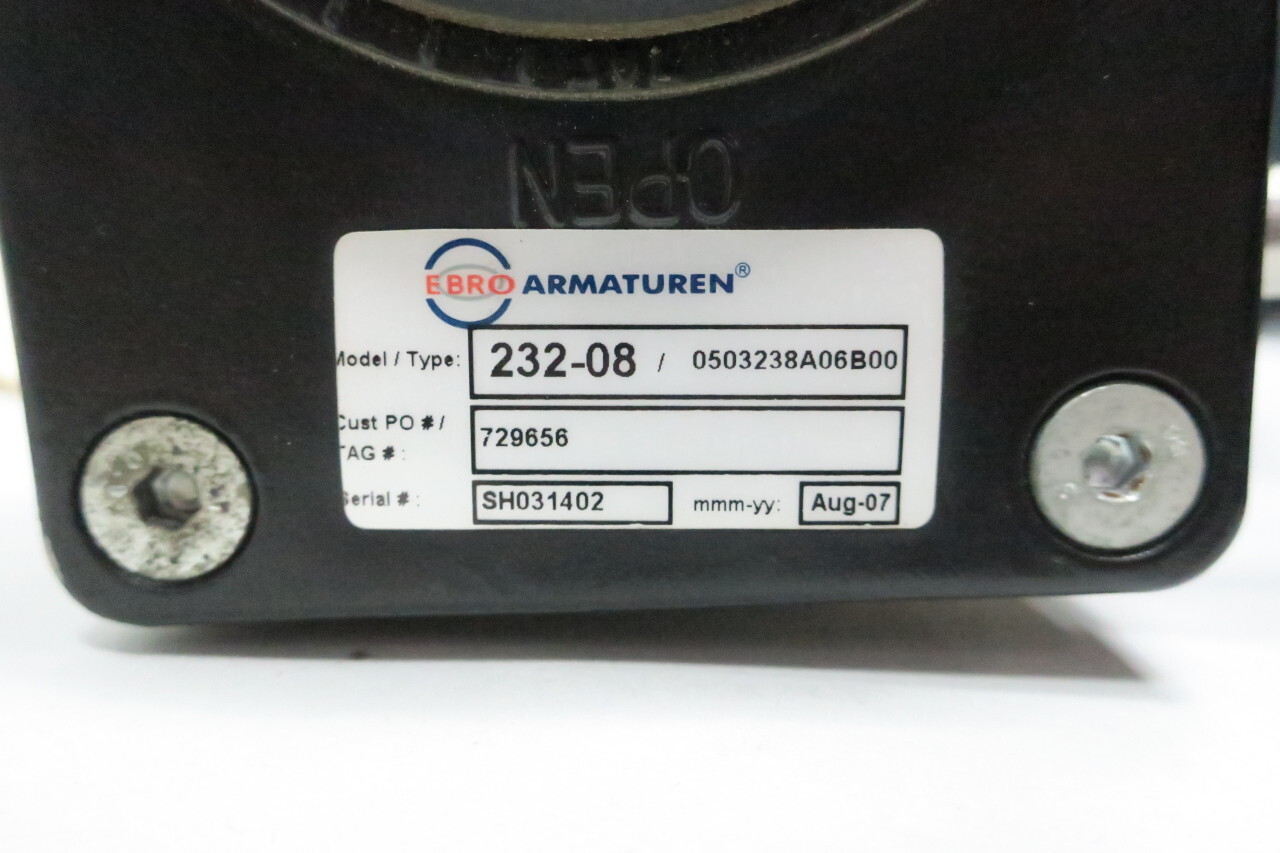 OPEN
EBRO ARMATUREN®
Model / Type: 232-08 / 0503238A06B00
Cust PO # / TAG # : 729656
Serial # : SH031402 mmm-yy: Aug-07